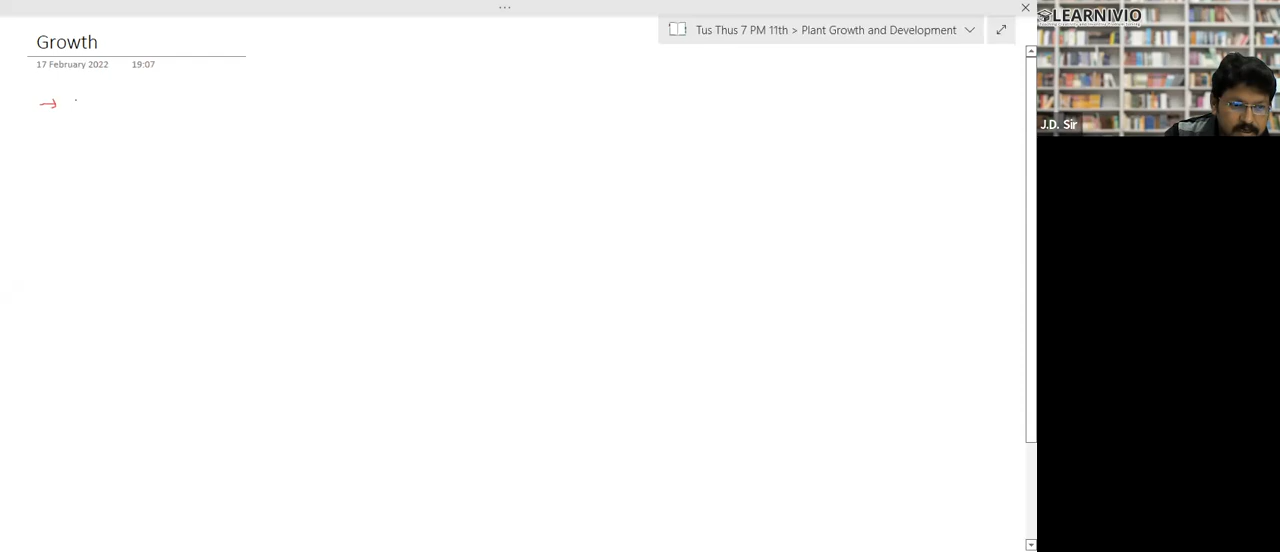 Tus Thus 7 PM 11th > Plant Growth and Development
LEARNIVIO
Growth
17 February 2022 19:07
J.D. Sir